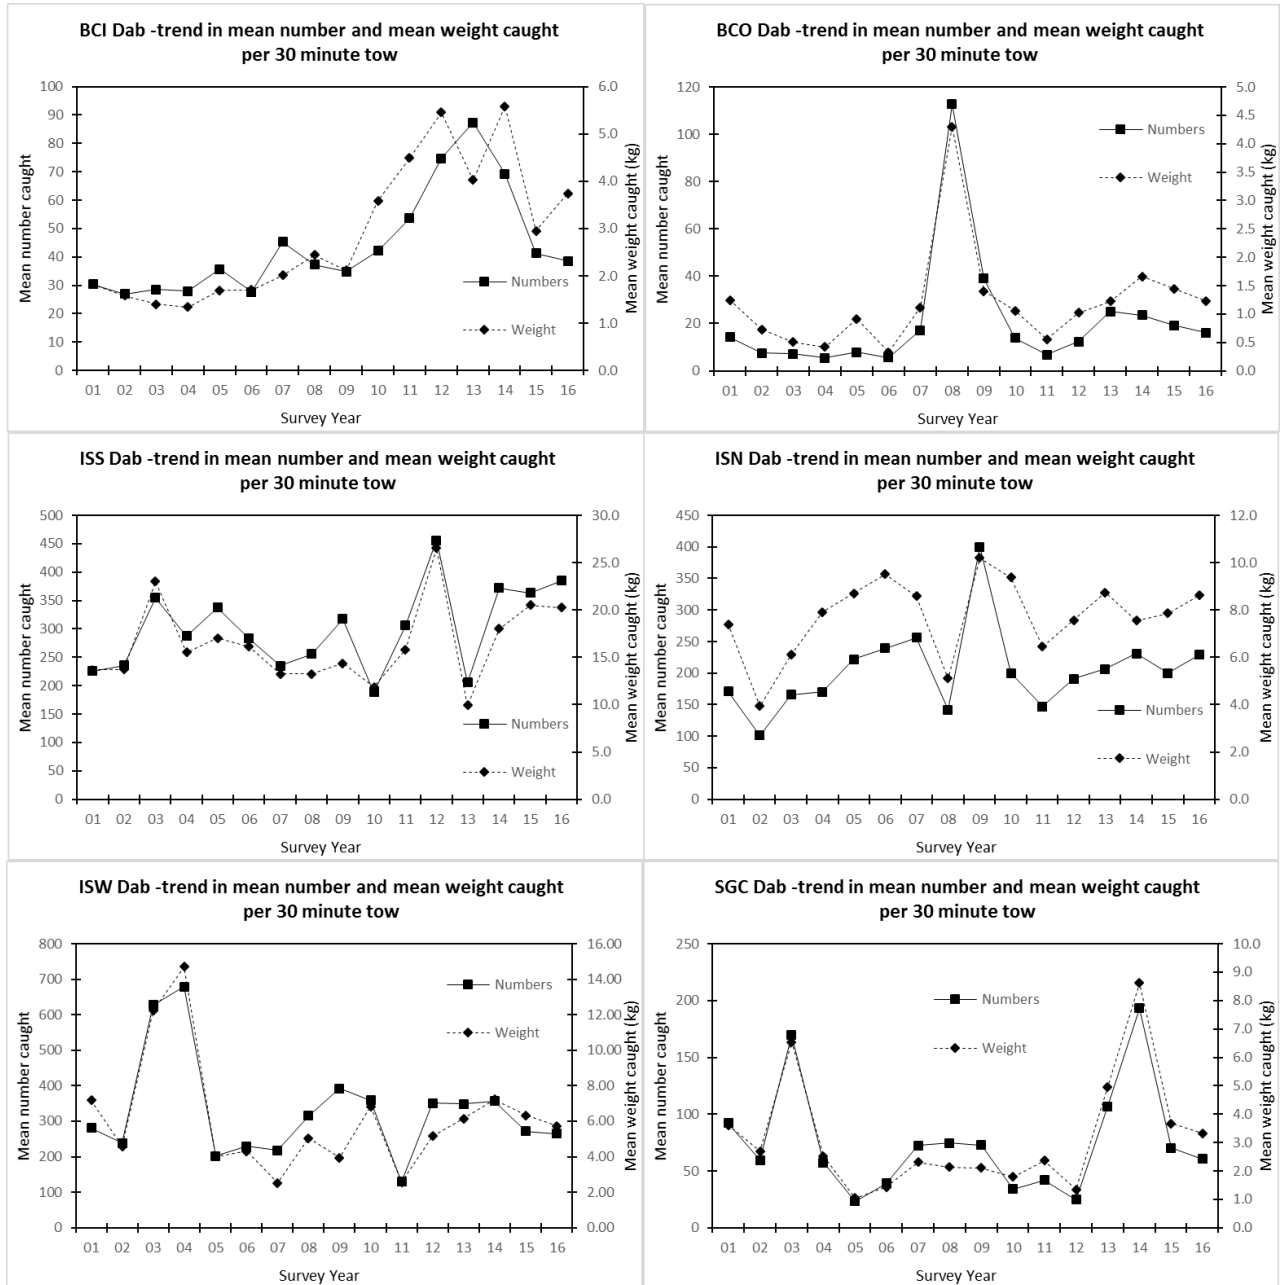 BCI Dab -trend in mean number and mean weight caught
per 30 minute tow
100
90
80
70
60
50
40
30
20
10
0
6.0
5.0
4.0
3.0
2.0
1.0
0.0
Mean number caught
Mean weight caught (kg)
Numbers
Weight
01 02 03 04 05 06 07 08 09 10 11 12 13 14 15 16
Survey Year
BCO Dab -trend in mean number and mean weight caught
per 30 minute tow
120
100
80
60
40
20
0
5.0
4.5
4.0
3.5
3.0
2.5
2.0
1.5
1.0
0.5
0.0
Mean number caught
Mean weight caught (kg)
Numbers
Weight
01 02 03 04 05 06 07 08 09 10 11 12 13 14 15 16
Survey Year
ISS Dab -trend in mean number and mean weight caught
per 30 minute tow
500
450
400
350
300
250
200
150
100
50
0
30.0
25.0
20.0
15.0
10.0
5.0
0.0
Mean number caught
Mean weight caught (kg)
Numbers
Weight
01 02 03 04 05 06 07 08 09 10 11 12 13 14 15 16
Survey Year
ISN Dab -trend in mean number and mean weight caught
per 30 minute tow
450
400
350
300
250
200
150
100
50
0
12.0
10.0
8.0
6.0
4.0
2.0
0.0
Mean number caught
Mean weight caught (kg)
Numbers
Weight
01 02 03 04 05 06 07 08 09 10 11 12 13 14 15 16
Survey Year
ISW Dab -trend in mean number and mean weight caught
per 30 minute tow
800
700
600
500
400
300
200
100
0
16.00
14.00
12.00
10.00
8.00
6.00
4.00
2.00
0.00
Mean number caught
Mean weight caught (kg)
Numbers
Weight
01 02 03 04 05 06 07 08 09 10 11 12 13 14 15 16
Survey Year
SGC Dab -trend in mean number and mean weight caught
per 30 minute tow
250
200
150
100
50
0
10.0
9.0
8.0
7.0
6.0
5.0
4.0
3.0
2.0
1.0
0.0
Mean number caught
Mean weight caught (kg)
Numbers
Weight
01 02 03 04 05 06 07 08 09 10 11 12 13 14 15 16
Survey Year